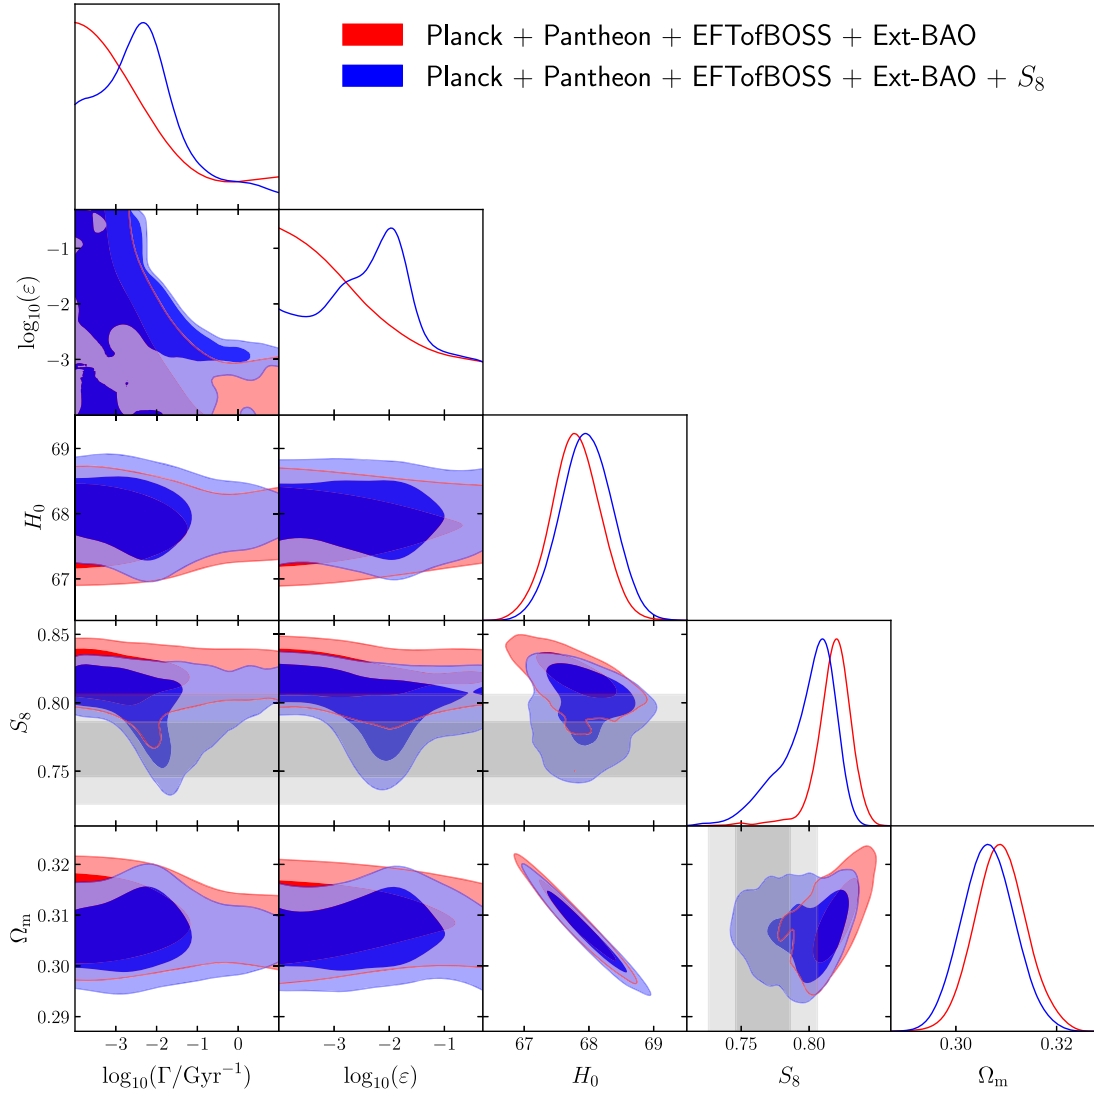 Planck + Pantheon + EFTofBOSS + Ext-BAO
Planck + Pantheon + EFTofBOSS + Ext-BAO + S₈
−1
−2
−3
log₁₀(ε)
69
68
67
H₀
0.85
0.80
0.75
S₈
0.32
0.31
0.30
0.29
Ωₘ
−3 −2 −1 0
−3 −1
67 68 69
0.75 0.80
0.30 0.32
log₁₀(Γ/Gyr⁻¹)
log₁₀(ε)
H₀
S₈
Ωₘ